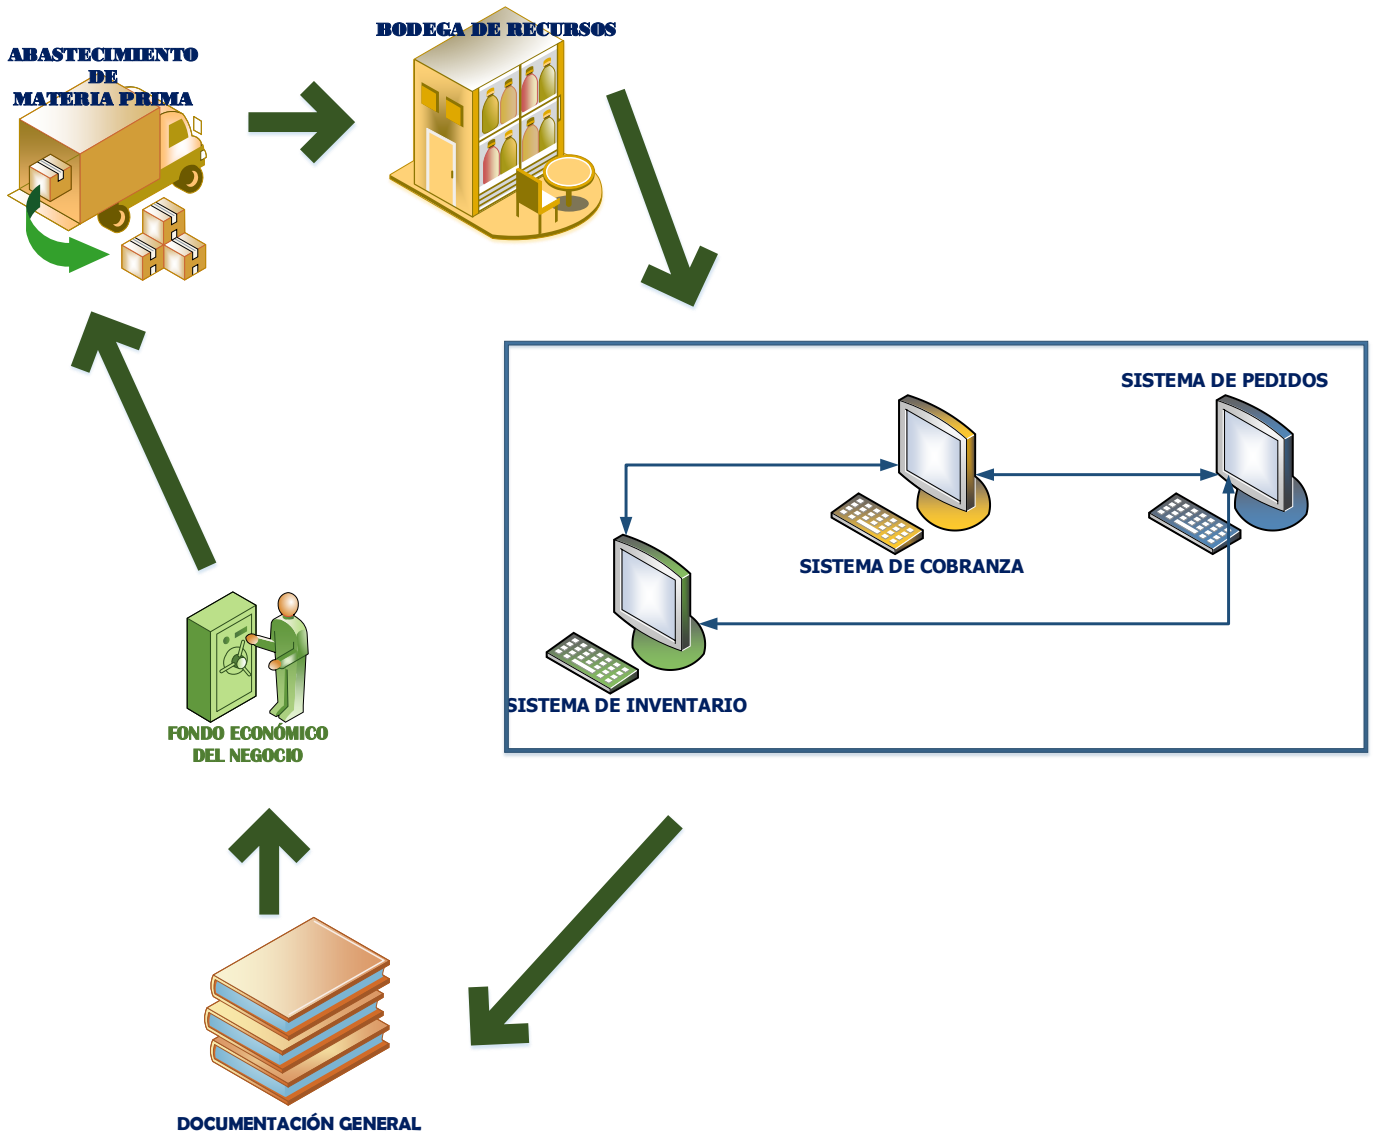 ABASTECIMIENTO
DE
MATERIA PRIMA
BODEGA DE RECURSOS
SISTEMA DE PEDIDOS
SISTEMA DE COBRANZA
SISTEMA DE INVENTARIO
FONDO ECONÓMICO
DEL NEGOCIO
DOCUMENTACIÓN GENERAL